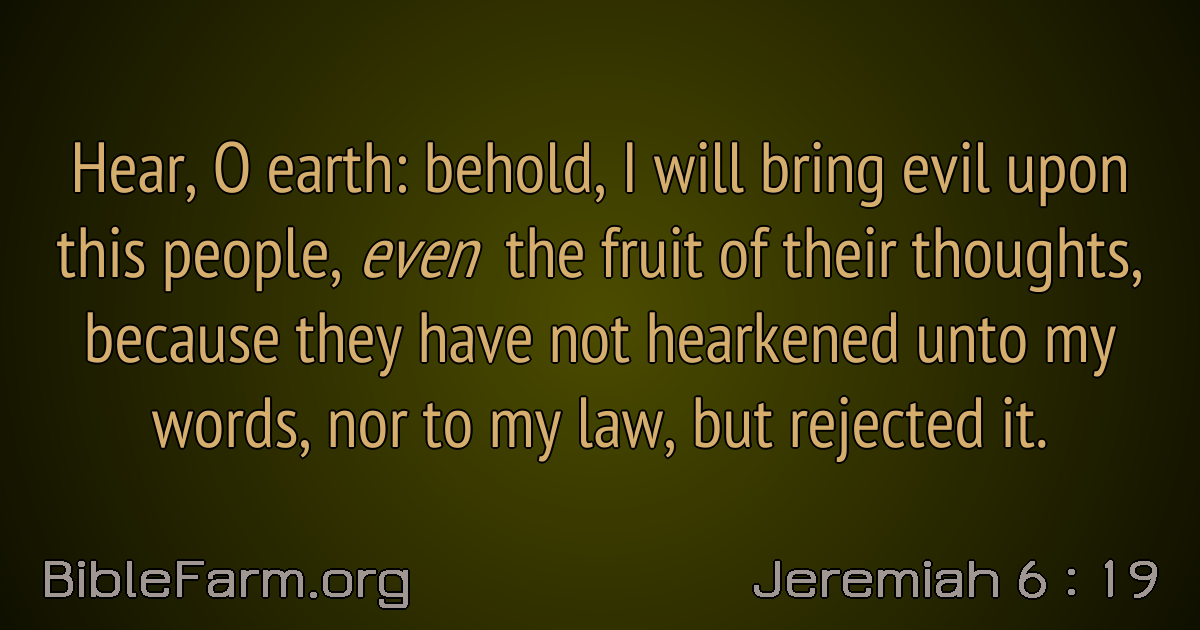 Hear, O earth: behold, I will bring evil upon
this people, even the fruit of their thoughts,
because they have not hearkened unto my
words, nor to my law, but rejected it.
BibleFarm.org
Jeremiah 6 : 19